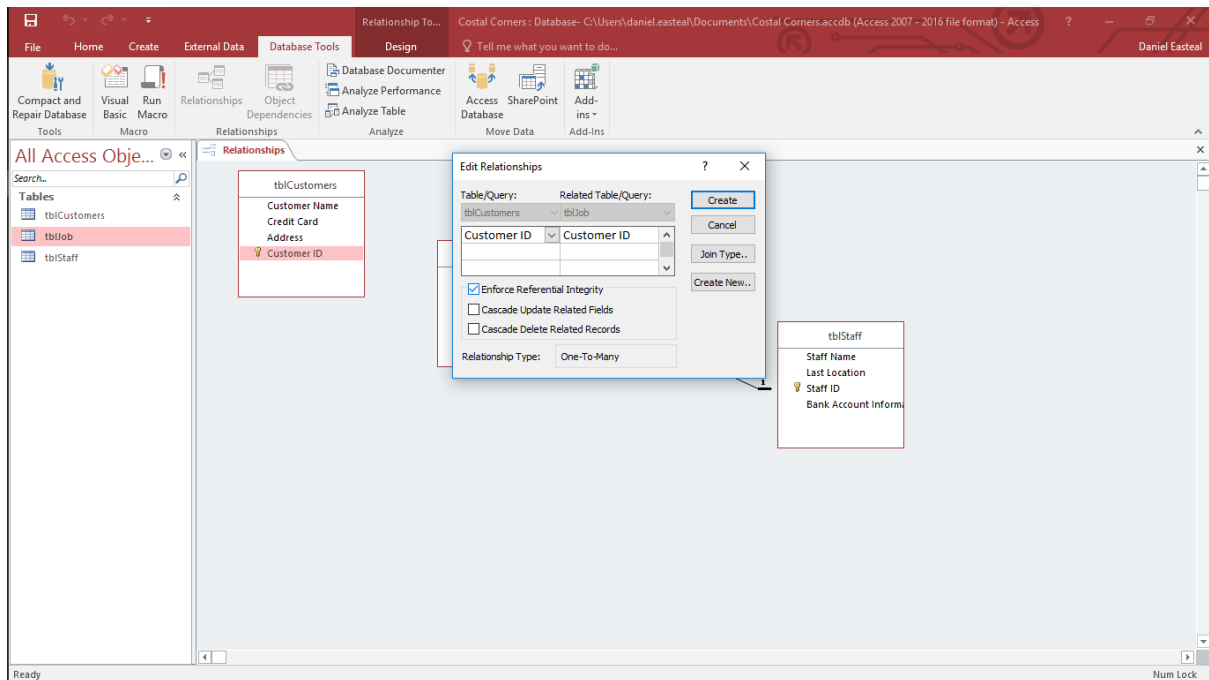 Relationship To...
Costal Corners : Database- C:\Users\daniel.easteal\Documents\Costal Corners.accdb (Access 2007 - 2016 file format) - Access
?
File Home Create External Data Database Tools Design Tell me what you want to do... Daniel Easteal
Compact and Repair Database
Visual Basic
Run Macro
Relationships
Object Dependencies
Database Documenter
Analyze Performance
Analyze Table
Access Database
SharePoint
Add-ins
Tools Macro Relationships Analyze Move Data Add-Ins
All Access Obje... «
Search...
Tables
tblCustomers
tblJob
tblStaff
Relationships
tblCustomers
Customer Name
Credit Card
Address
Customer ID
Edit Relationships ?
Table/Query: Related Table/Query:
tblCustomers tblJob
Customer ID Customer ID
Enforce Referential Integrity
Cascade Update Related Fields
Cascade Delete Related Records
Relationship Type: One-To-Many
Create
Cancel
Join Type..
Create New..
1
tblStaff
Staff Name
Last Location
Staff ID
Bank Account Informa
Ready Num Lock